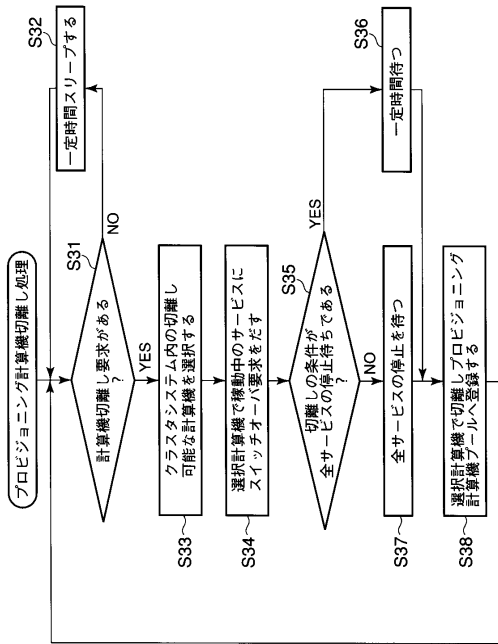 プロビジョニング計算機切離し処理
S31
計算機切離し要求がある
?
NO
S32
一定時間スリープする
YES
S33
クラスタシステム内の切離し
可能な計算機を選択する
S34
選択計算機で稼動中のサービスに
スイッチオーバ要求をだす
S35
切離しの条件が
全サービスの停止待ちである
?
YES
S36
一定時間待つ
NO
S37
全サービスの停止を待つ
S38
選択計算機で切離しプロビジョニング
計算機プールへ登録する